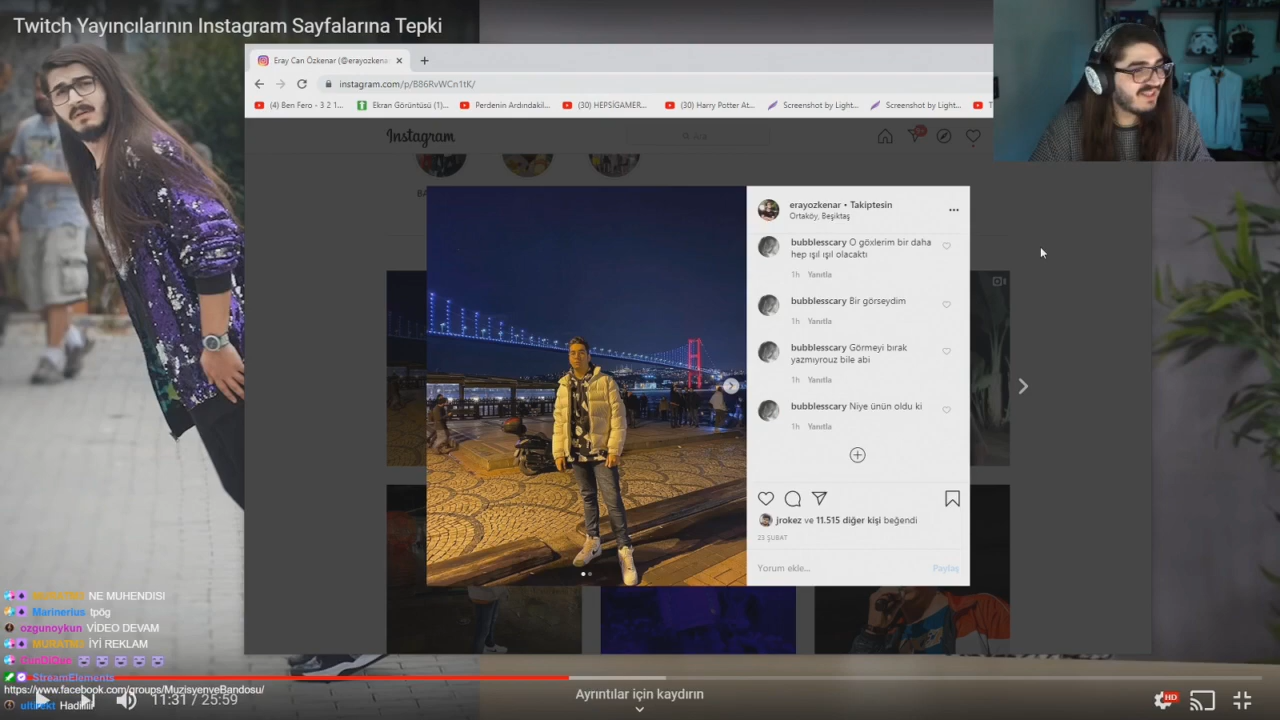 Twitch Yayıncılarının Instagram Sayfalarına Tepki
Eray Can Özkenar (@erayozkena
instagram.com/p/B86RvWCn1tK/
(4) Ben Fero - 3 2 1...
Ekran Görüntüsü (1)...
Perdenin Ardındakil...
(30) HEPSİGAMER...
(30) Harry Potter At...
Screenshot by Light...
Screenshot by Light...
Instagram
Ara
erayozkenar • Takiptesin
Ortaköy, Beşiktaş
bubblesscary O göxlerim bir daha
hep ışıl ışıl olacaktı
1h Yanıtla
bubblesscary Bir görseydim
1h Yanıtla
bubblesscary Görmeyi bırak
yazmıyrouz bile abi
1h Yanıtla
bubblesscary Niye ünün oldu ki
1h Yanıtla
jrokez ve 11.515 diğer kişi beğendi
23 ŞUBAT
Yorum ekle...
Paylaş
NE MUHENDISI
Marinerius tpög
ozgunoykun VİDEO DEVAM
İYİ REKLAM
StreamElements
https://www.facebook.com/groups/MuzisyenveBandosu/
11:31 / 25:59
Ayrıntılar için kaydırın
HD